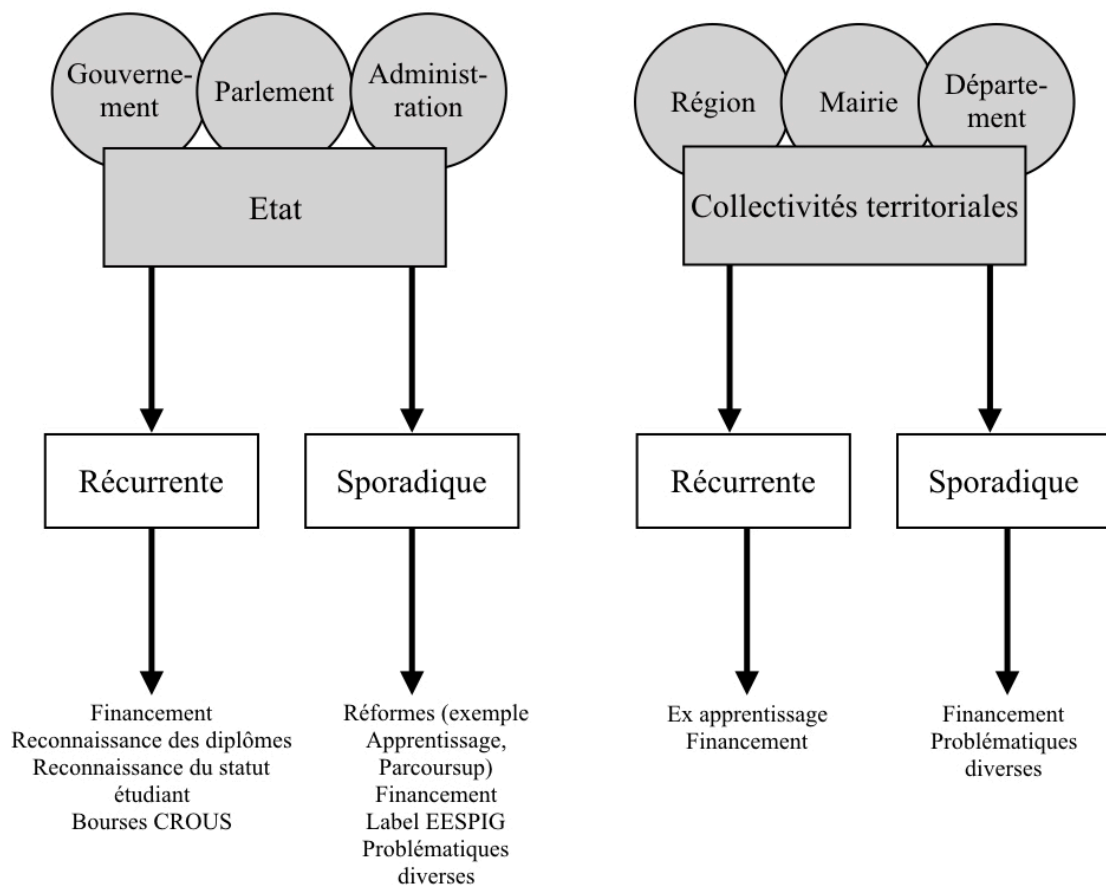 Gouverne-
ment
Parlement
Administ-
ration
Etat
Région
Mairie
Départe-
ment
Collectivités territoriales
Récurrente
Sporadique
Récurrente
Sporadique
Financement
Reconnaissance des diplômes
Reconnaissance du statut
étudiant
Bourses CROUS
Réformes (exemple
Apprentissage,
Parcoursup)
Financement
Label EESPIG
Problématiques
diverses
Ex apprentissage
Financement
Financement
Problématiques
diverses